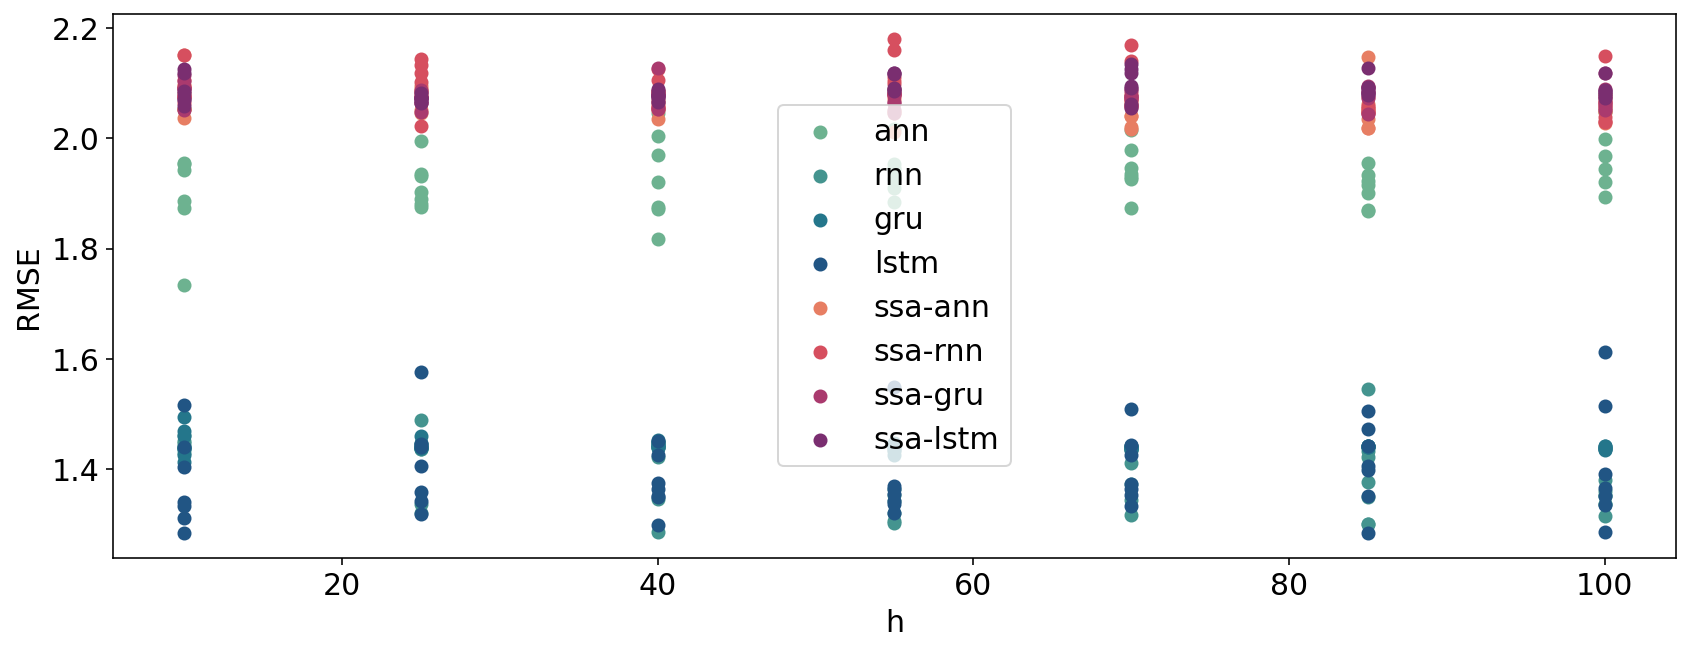 2.2
2.0
1.8
1.6
1.4
RMSE
ann
rnn
gru
lstm
ssa-ann
ssa-rnn
ssa-gru
ssa-lstm
20 40 60 80 100
h